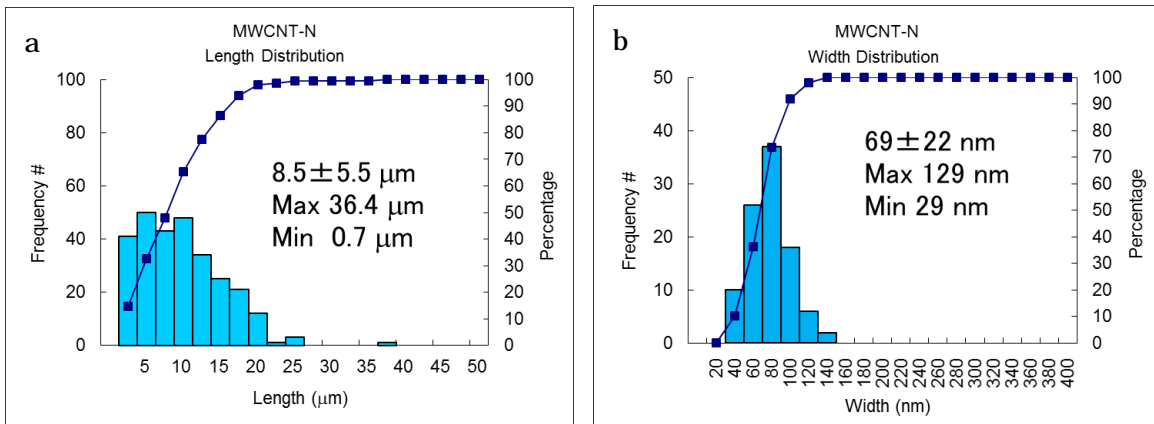 a
MWCNT-N
Length Distribution
Frequency #
100
80
60
40
20
0
8.5±5.5 μm
Max 36.4 μm
Min 0.7 μm
100
90
80
70
60
50
40
30
20
10
0
Percentage
5 10 15 20 25 30 35 40 45 50
Length (μm)
b
MWCNT-N
Width Distribution
Frequency #
50
40
30
20
10
0
69±22 nm
Max 129 nm
Min 29 nm
100
90
80
70
60
50
40
30
20
10
0
Percentage
20 40 60 80 100 120 140 160 180 200 220 240 260 280 300 320 340 360 380 400
Width (nm)